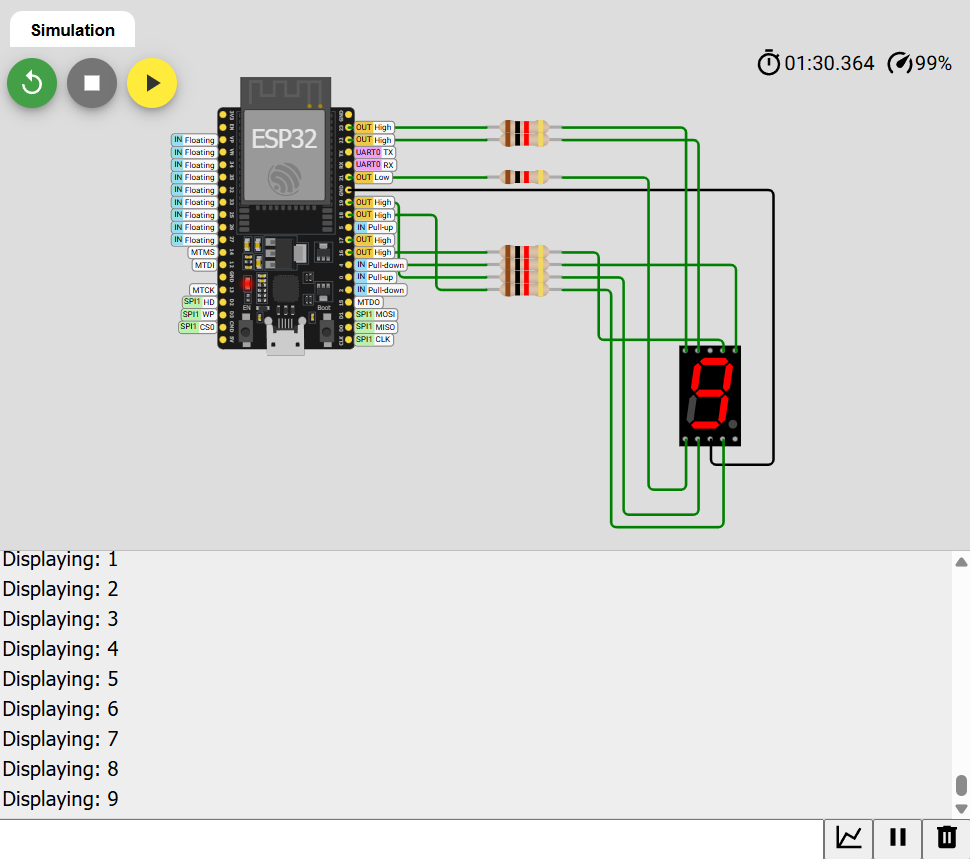 Simulation
01:30.364 99%
ESP32
OUT High
IN Floating OUT High
IN Floating UART0 TX
IN Floating UART0 RX
IN Floating OUT Low
IN Floating
IN Floating OUT High
IN Floating OUT High
IN Floating IN Pull-up
IN Floating OUT High
MTMS OUT High
MTDI IN Pull-down
IN Pull-up
MTCK IN Pull-down
SPI1 HD MTDO
SPI1 WP SPI1 MOSI
SPI1 CS0 SPI1 MISO
SPI1 CLK
EN Boot
9
Displaying: 1
Displaying: 2
Displaying: 3
Displaying: 4
Displaying: 5
Displaying: 6
Displaying: 7
Displaying: 8
Displaying: 9